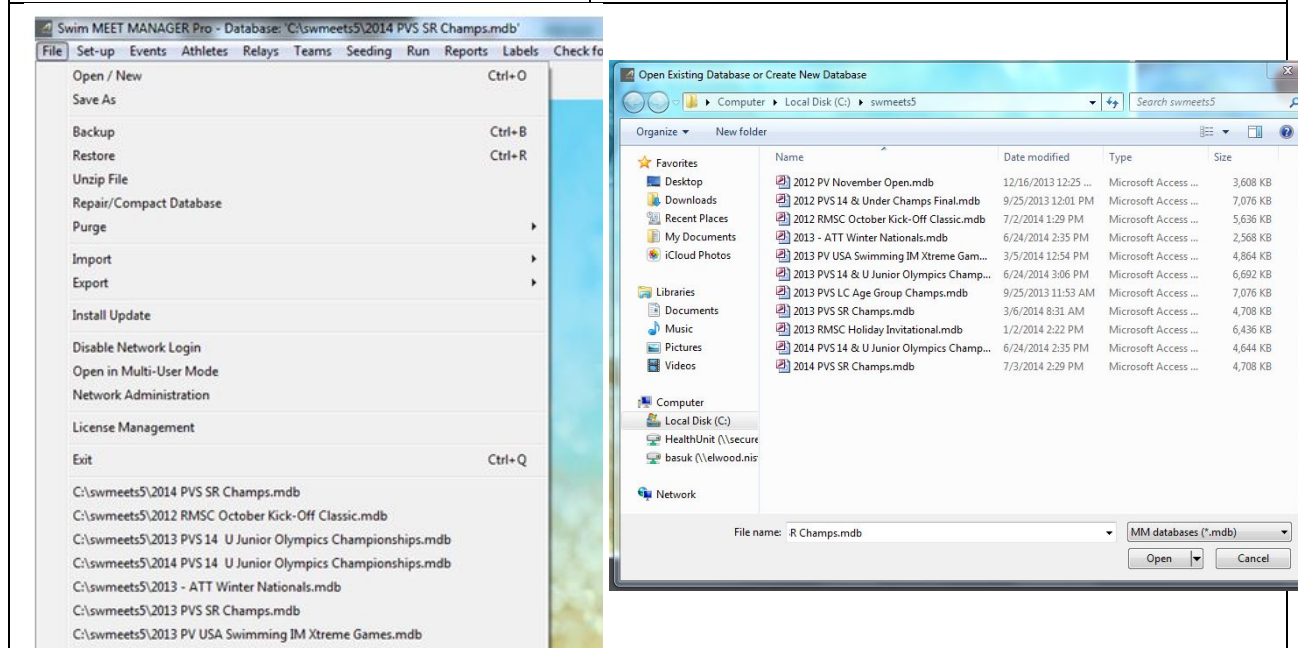 Swim MEET MANAGER Pro - Database: 'C:\swmeets5\2014 PVS SR Champs.mdb'
File Set-up Events Athletes Relays Teams Seeding Run Reports Labels Check fo
Open / New Ctrl+O
Save As
Backup Ctrl+B
Restore Ctrl+R
Unzip File
Repair/Compact Database
Purge
Import
Export
Install Update
Disable Network Login
Open in Multi-User Mode
Network Administration
License Management
Exit Ctrl+Q
C:\swmeets5\2014 PVS SR Champs.mdb
C:\swmeets5\2012 RMSC October Kick-Off Classic.mdb
C:\swmeets5\2013 PVS 14 U Junior Olympics Championships.mdb
C:\swmeets5\2014 PVS 14 U Junior Olympics Championships.mdb
C:\swmeets5\2013 - ATT Winter Nationals.mdb
C:\swmeets5\2013 PVS SR Champs.mdb
C:\swmeets5\2013 PV USA Swimming IM Xtreme Games.mdb
Open Existing Database or Create New Database
Computer Local Disk (C:) swmeets5 Search swmeets5
Organize New folder
Name Date modified Type Size
Favorites
Desktop
Downloads
Recent Places
My Documents
iCloud Photos
Libraries
Documents
Music
Pictures
Videos
Computer
Local Disk (C:)
HealthUnit (\\secure
basuk (\\elwood.nis
Network
2012 PV November Open.mdb 12/16/2013 12:25 ... Microsoft Access ... 3,608 KB
2012 PVS 14 & Under Champs Final.mdb 9/25/2013 12:01 PM Microsoft Access ... 7,076 KB
2012 RMSC October Kick-Off Classic.mdb 7/2/2014 1:29 PM Microsoft Access ... 5,636 KB
2013 - ATT Winter Nationals.mdb 6/24/2014 2:35 PM Microsoft Access ... 2,568 KB
2013 PV USA Swimming IM Xtreme Gam... 3/5/2014 12:54 PM Microsoft Access ... 4,864 KB
2013 PVS 14 & U Junior Olympics Champ... 6/24/2014 3:06 PM Microsoft Access ... 6,692 KB
2013 PVS LC Age Group Champs.mdb 9/25/2013 11:53 AM Microsoft Access ... 7,076 KB
2013 PVS SR Champs.mdb 3/6/2014 8:31 AM Microsoft Access ... 4,708 KB
2013 RMSC Holiday Invitational.mdb 1/2/2014 2:22 PM Microsoft Access ... 6,436 KB
2014 PVS 14 & U Junior Olympics Champ... 6/24/2014 2:35 PM Microsoft Access ... 4,644 KB
2014 PVS SR Champs.mdb 7/3/2014 2:29 PM Microsoft Access ... 4,708 KB
File name: R Champs.mdb MM databases (*.mdb)
Open Cancel